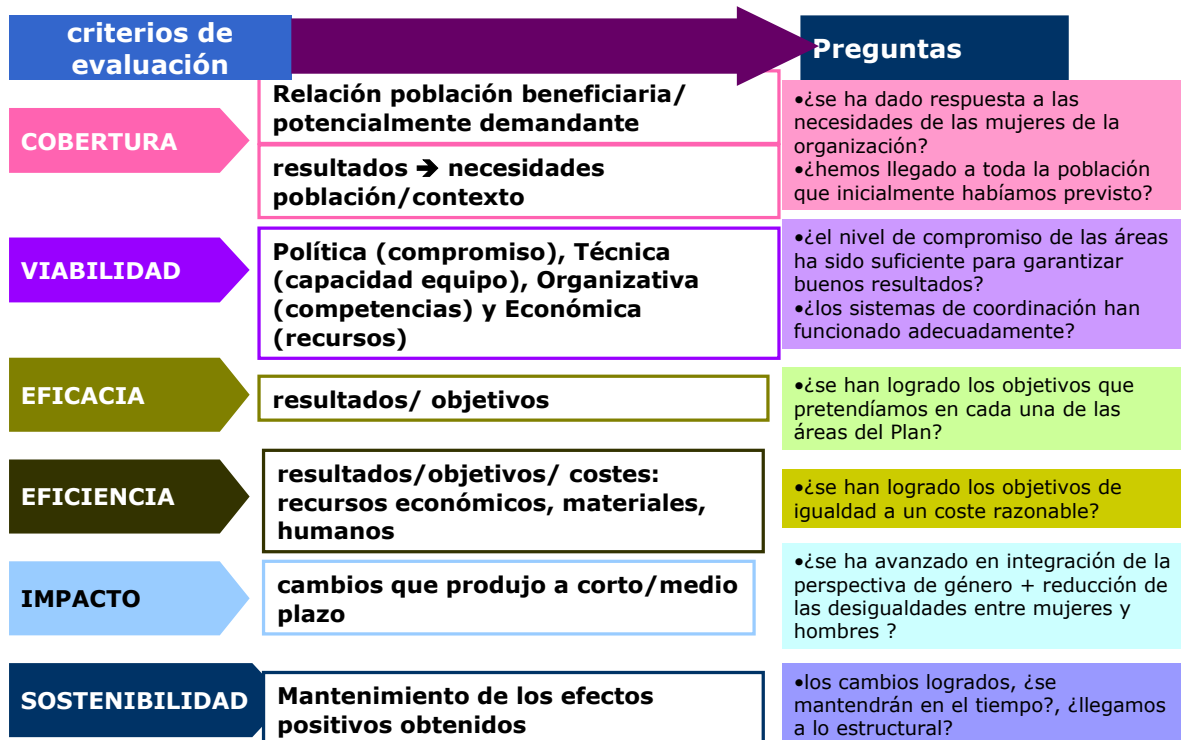 criterios de
evaluación
Preguntas
COBERTURA
Relación población beneficiaria/
potencialmente demandante
resultados ➔ necesidades
población/contexto
•¿se ha dado respuesta a las
necesidades de las mujeres de la
organización?
•¿hemos llegado a toda la población
que inicialmente habíamos previsto?
VIABILIDAD
Política (compromiso), Técnica
(capacidad equipo), Organizativa
(competencias) y Económica
(recursos)
•¿el nivel de compromiso de las áreas
ha sido suficiente para garantizar
buenos resultados?
•¿los sistemas de coordinación han
funcionado adecuadamente?
EFICACIA
resultados/ objetivos
•¿se han logrado los objetivos que
pretendíamos en cada una de las
áreas del Plan?
EFICIENCIA
resultados/objetivos/ costes:
recursos económicos, materiales,
humanos
•¿se han logrado los objetivos de
igualdad a un coste razonable?
IMPACTO
cambios que produjo a corto/medio
plazo
•¿se ha avanzado en integración de la
perspectiva de género + reducción de
las desigualdades entre mujeres y
hombres ?
SOSTENIBILIDAD
Mantenimiento de los efectos
positivos obtenidos
•los cambios logrados, ¿se
mantendrán en el tiempo?, ¿llegamos
a lo estructural?